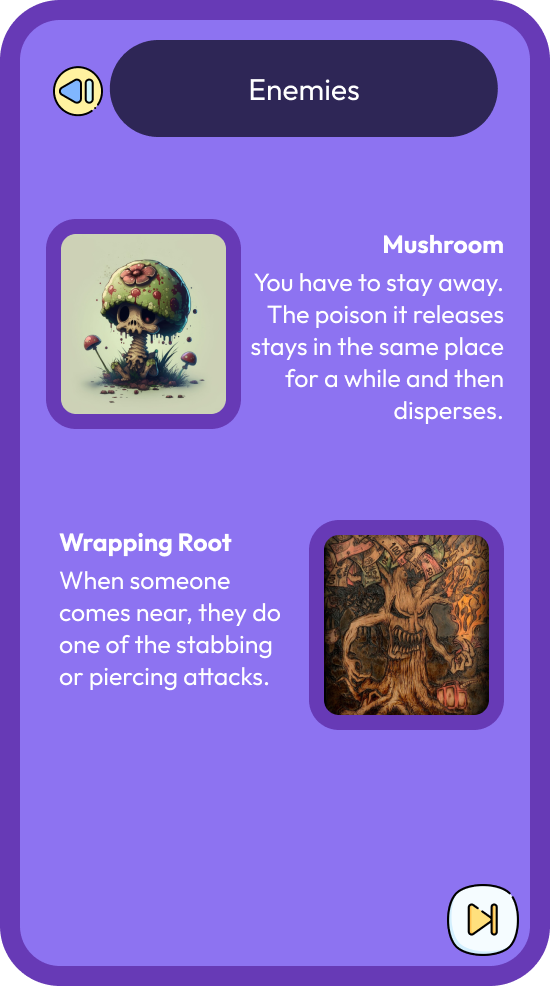 Enemies
Mushroom
You have to stay away.
The poison it releases
stays in the same place
for a while and then
disperses.
Wrapping Root
When someone
comes near, they do
one of the stabbing
or piercing attacks.